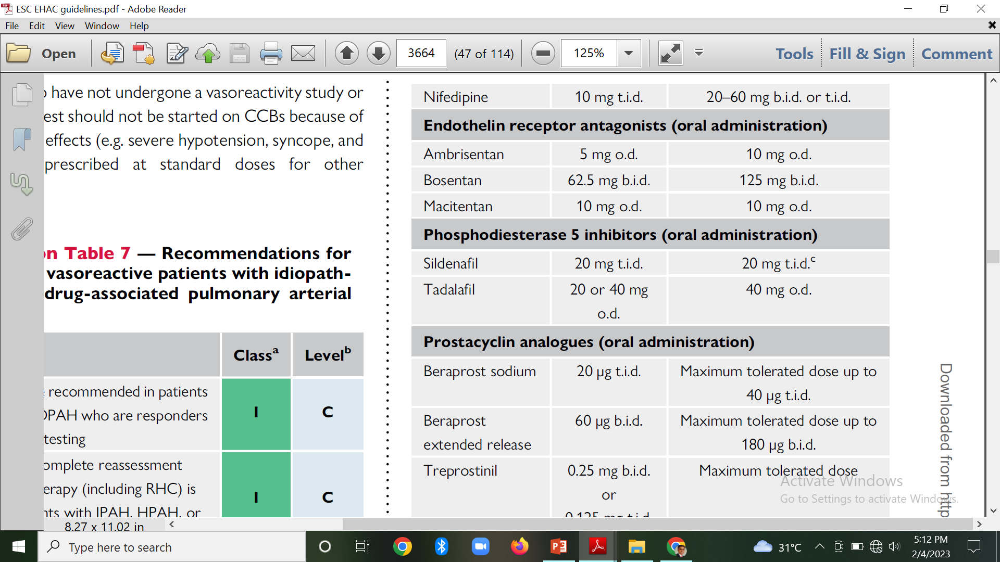 ESC EHAC guidelines.pdf - Adobe Reader
File Edit View Window Help
Open 3664 (47 of 114) 125% Tools Fill & Sign Comment
have not undergone a vasoreactivity study or
est should not be started on CCBs because of
effects (e.g. severe hypotension, syncope, and
prescribed at standard doses for other
n Table 7 — Recommendations for
vasoreactive patients with idiopath-
drug-associated pulmonary arterial
Classᵃ Levelᵇ
recommended in patients
PAH who are responders
testing
I C
omplete reassessment
erapy (including RHC) is
nts with IPAH, HPAH, or
I C
Nifedipine 10 mg t.i.d. 20–60 mg b.i.d. or t.i.d.
Endothelin receptor antagonists (oral administration)
Ambrisentan 5 mg o.d. 10 mg o.d.
Bosentan 62.5 mg b.i.d. 125 mg b.i.d.
Macitentan 10 mg o.d. 10 mg o.d.
Phosphodiesterase 5 inhibitors (oral administration)
Sildenafil 20 mg t.i.d. 20 mg t.i.d.ᶜ
Tadalafil 20 or 40 mg 40 mg o.d.
o.d.
Prostacyclin analogues (oral administration)
Beraprost sodium 20 µg t.i.d. Maximum tolerated dose up to
40 µg t.i.d.
Beraprost 60 µg b.i.d. Maximum tolerated dose up to
extended release 180 µg b.i.d.
Treprostinil 0.25 mg b.i.d. Maximum tolerated dose
or
0.125 mg t.i.d.
Downloaded from http
Activate Windows
Go to Settings to activate Windows.
8.27 x 11.02 in
Type here to search
31°C
5:12 PM
2/4/2023